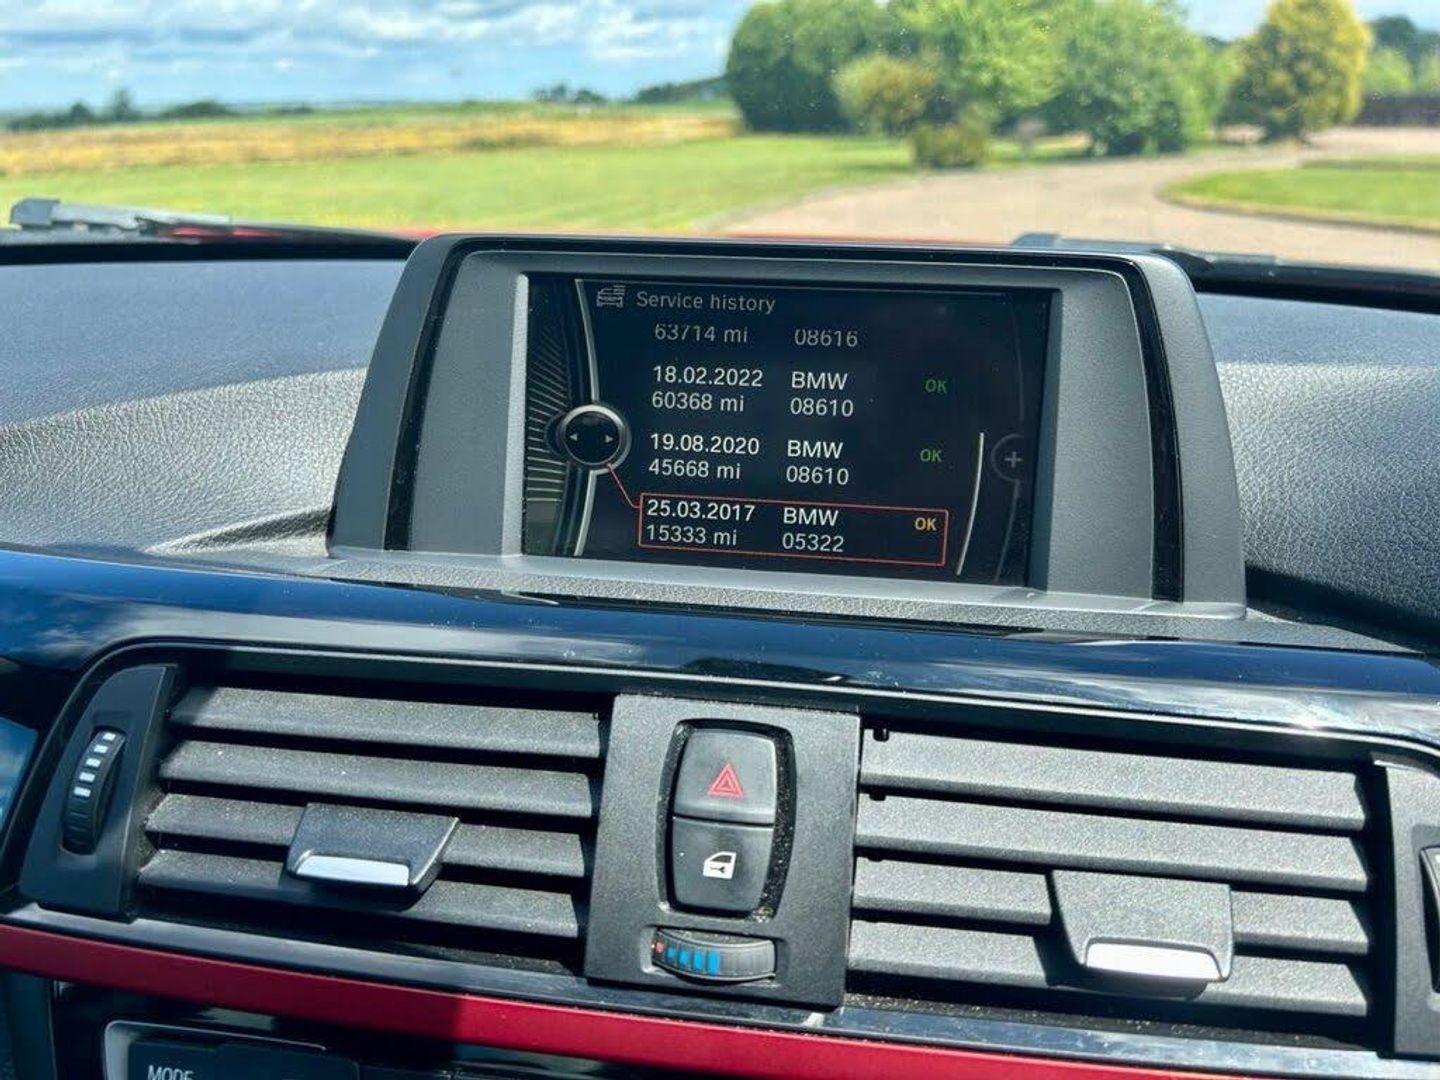 Service history
63714 mi 08616
18.02.2022 BMW OK
60368 mi 08610
19.08.2020 BMW OK
45668 mi 08610
25.03.2017 BMW OK
15333 mi 05322
MODE